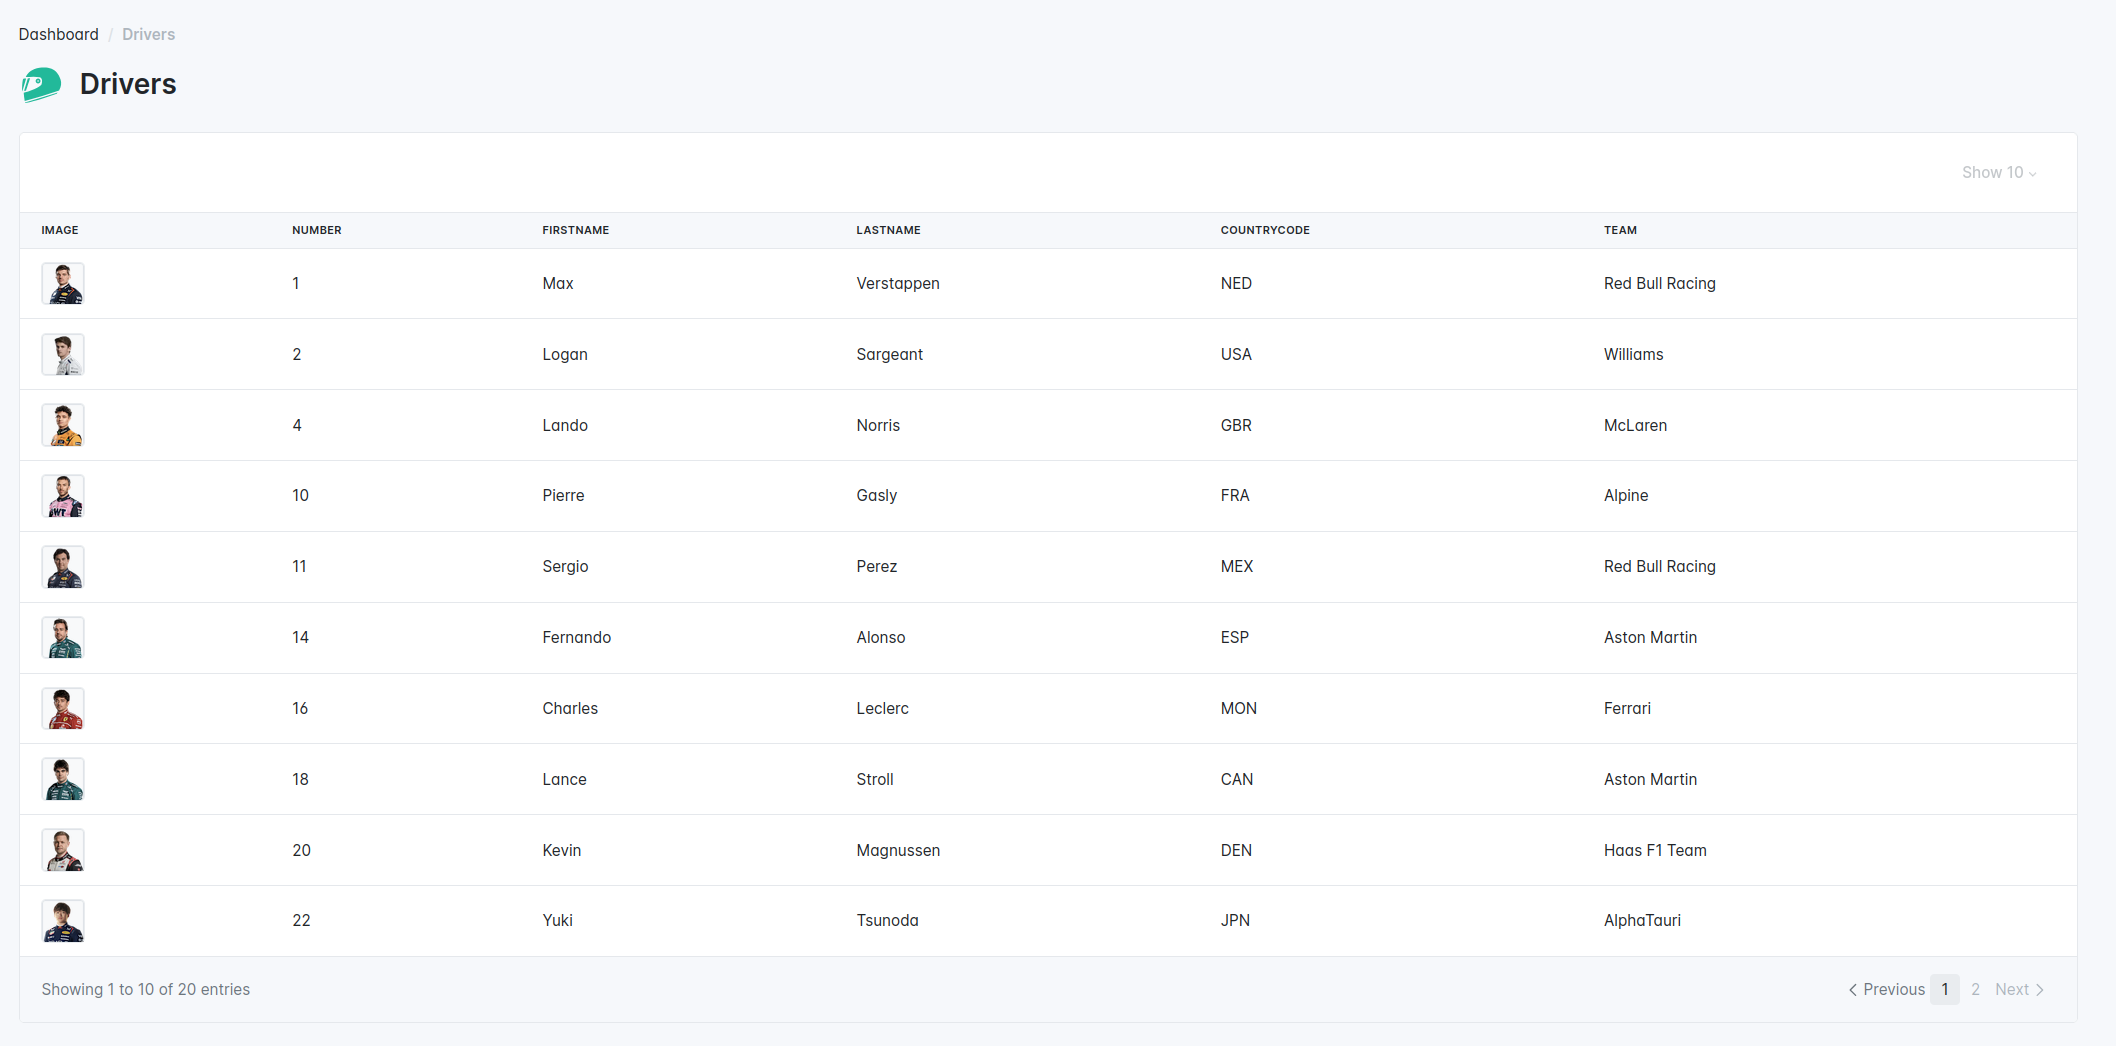 Dashboard / Drivers
Drivers
Show 10
IMAGE NUMBER FIRSTNAME LASTNAME COUNTRYCODE TEAM
1 Max Verstappen NED Red Bull Racing
2 Logan Sargeant USA Williams
4 Lando Norris GBR McLaren
10 Pierre Gasly FRA Alpine
11 Sergio Perez MEX Red Bull Racing
14 Fernando Alonso ESP Aston Martin
16 Charles Leclerc MON Ferrari
18 Lance Stroll CAN Aston Martin
20 Kevin Magnussen DEN Haas F1 Team
22 Yuki Tsunoda JPN AlphaTauri
Showing 1 to 10 of 20 entries Previous 1 2 Next